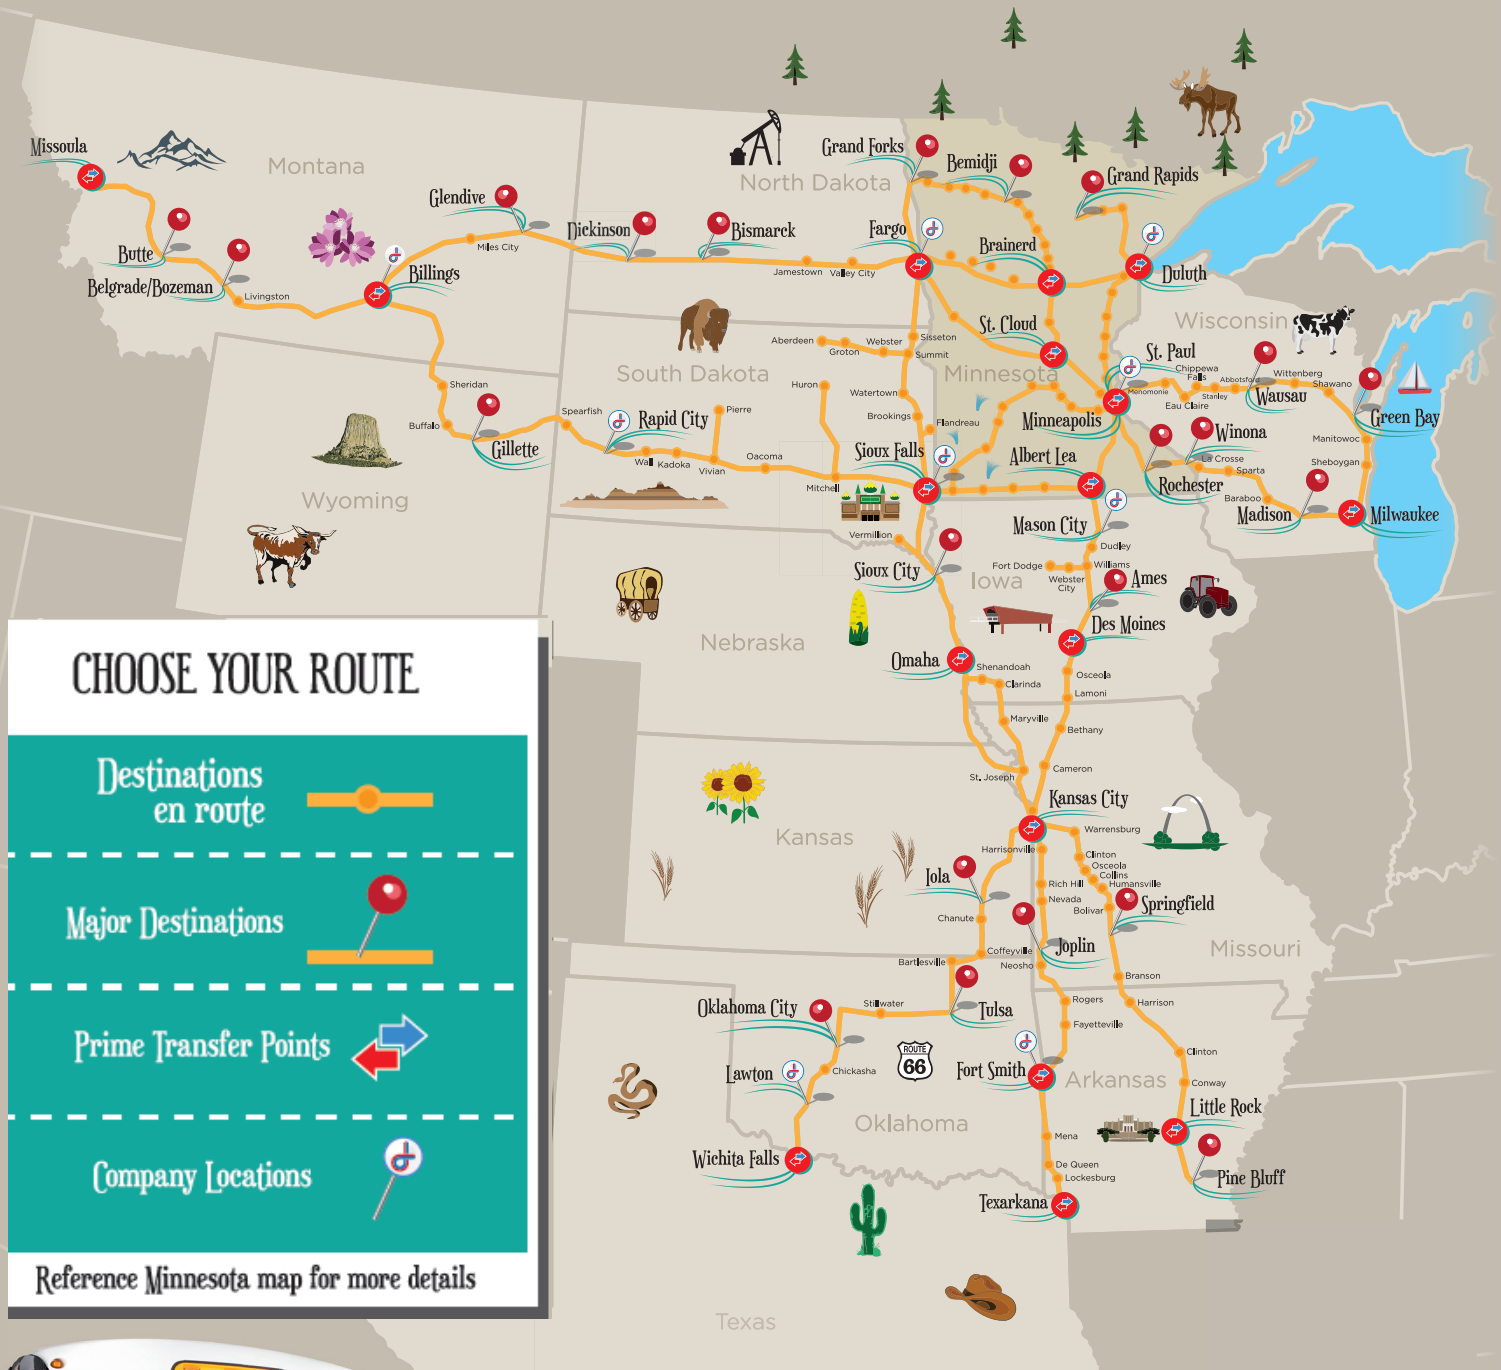 Missoula
Montana
Butte
Belgrade/Bozeman
Livingston
Billings
Glendive
Miles City
Dickinson
Bismarck
North Dakota
Jamestown
Valley City
Grand Forks
Fargo
Bemidji
Grand Rapids
Brainerd
Duluth
St. Cloud
Minnesota
Minneapolis
St. Paul
Wisconsin
Menomonie
Chippewa
Falls
Eau Claire
Stanley
Abbotsford
Wausau
Wittenberg
Shawano
Green Bay
Manitowoc
Sheboygan
Milwaukee
Madison
Baraboo
Sparta
La Crosse
Winona
Rochester
Albert Lea
Sheridan
Buffalo
Gillette
Wyoming
Spearfish
Rapid City
Wall
Kadoka
Pierre
Vivian
Oacoma
Mitchell
Huron
South Dakota
Aberdeen
Groton
Webster
Sisseton
Summit
Watertown
Brookings
Flandreau
Sioux Falls
Vermillion
Sioux City
Mason City
Dudley
Fort Dodge
Webster
City
Williams
Iowa
Ames
Des Moines
Nebraska
Omaha
Shenandoah
Clarinda
Maryville
Osceola
Lamoni
Bethany
St. Joseph
Cameron
Kansas City
Kansas
Warrensburg
Harrisonville
Clinton
Osceola
Collins
Humansville
Rich Hill
Nevada
Bolivar
Springfield
Iola
Chanute
Coffeyville
Joplin
Neosho
Missouri
Branson
Bartlesville
Tulsa
Stillwater
Oklahoma City
Chickasha
Lawton
Wichita Falls
ROUTE
66
Oklahoma
Rogers
Fayetteville
Fort Smith
Arkansas
Harrison
Clinton
Conway
Little Rock
Pine Bluff
Mena
De Queen
Lockesburg
Texarkana
Texas
CHOOSE YOUR ROUTE
Destinations
en route
Major Destinations
Prime Transfer Points
Company Locations
Reference Minnesota map for more details